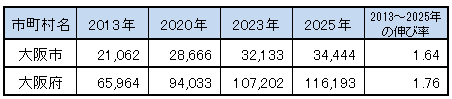 市町村名 2013年 2020年 2023年 2025年 2013～2025年
の伸び率
大阪市 21,062 28,666 32,133 34,444 1.64
大阪府 65,964 94,033 107,202 116,193 1.76